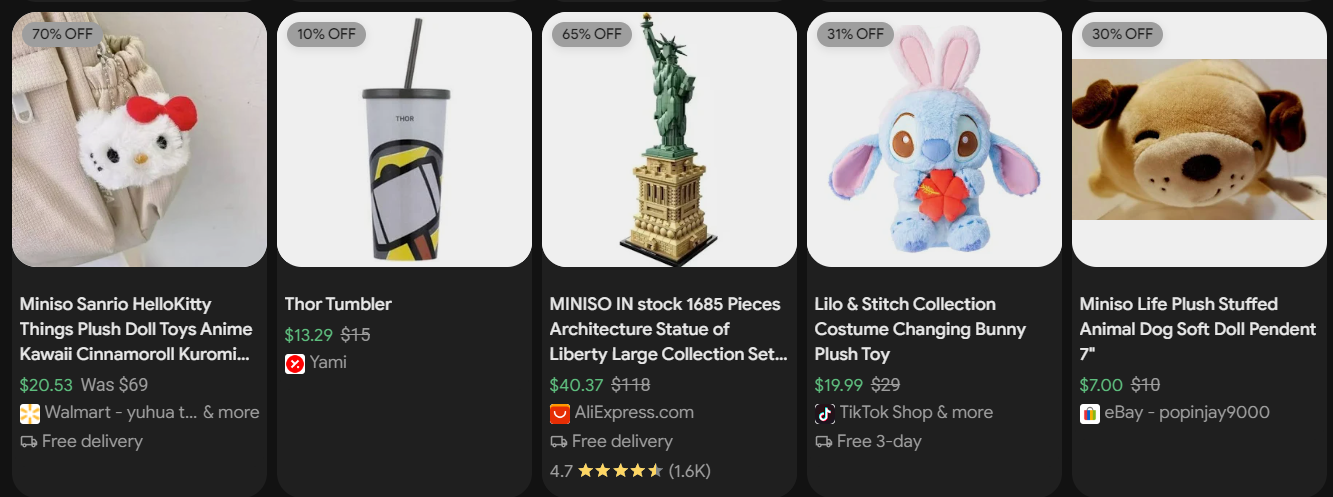 70% OFF
10% OFF
65% OFF
31% OFF
30% OFF
THOR
Miniso Sanrio HelloKitty
Things Plush Doll Toys Anime
Kawaii Cinnamoroll Kuromi...
$20.53 Was $69
Walmart - yuhua t... & more
Free delivery
Thor Tumbler
$13.29 $15
Yami
MINISO IN stock 1685 Pieces
Architecture Statue of
Liberty Large Collection Set...
$40.37 $118
AliExpress.com
Free delivery
4.7 (1.6K)
Lilo & Stitch Collection
Costume Changing Bunny
Plush Toy
$19.99 $29
TikTok Shop & more
Free 3-day
Miniso Life Plush Stuffed
Animal Dog Soft Doll Pendent
7"
$7.00 $10
eBay - popinjay9000